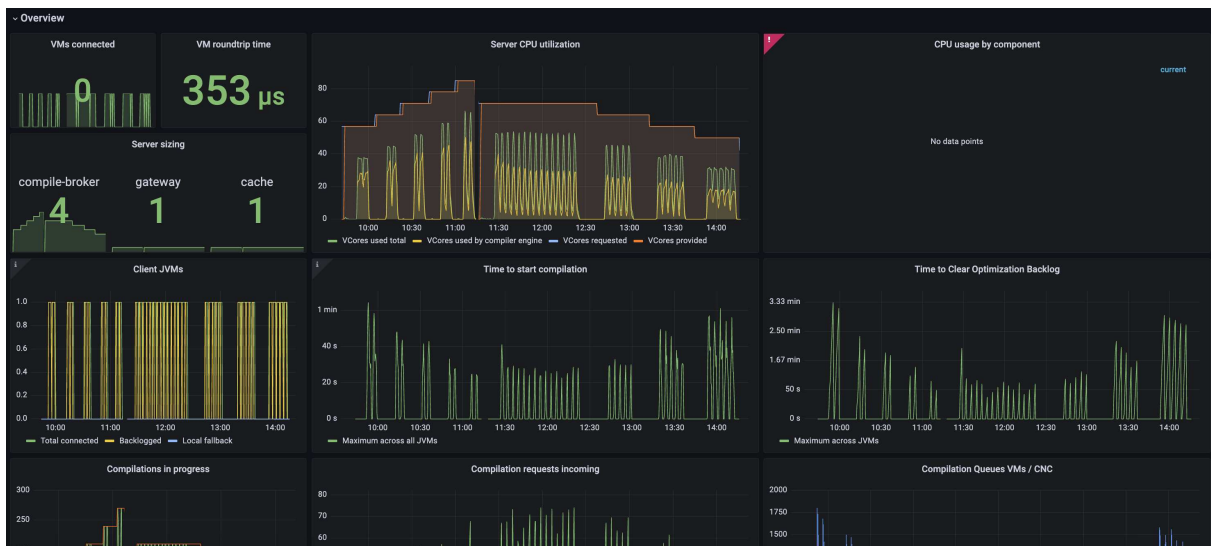 Overview
VMs connected
0
VM roundtrip time
353 µs
Server sizing
compile-broker gateway cache
4 1 1
Server CPU utilization
80
60
40
20
0
10:00 10:30 11:00 11:30 12:00 12:30 13:00 13:30 14:00
VCores used total VCores used by compiler engine VCores requested VCores provided
!
CPU usage by component
current
No data points
i
Client JVMs
1.0
0.8
0.6
0.4
0.2
0.0
10:00 11:00 12:00 13:00 14:00
Total connected Backlogged Local fallback
i
Time to start compilation
1 min
40 s
20 s
0 s
10:00 10:30 11:00 11:30 12:00 12:30 13:00 13:30 14:00
Maximum across all JVMs
Time to Clear Optimization Backlog
3.33 min
2.50 min
1.67 min
50 s
0 s
10:00 10:30 11:00 11:30 12:00 12:30 13:00 13:30 14:00
Maximum across JVMs
Compilations in progress
300
250
Compilation requests incoming
80
70
60
Compilation Queues VMs / CNC
2000
1750
1500